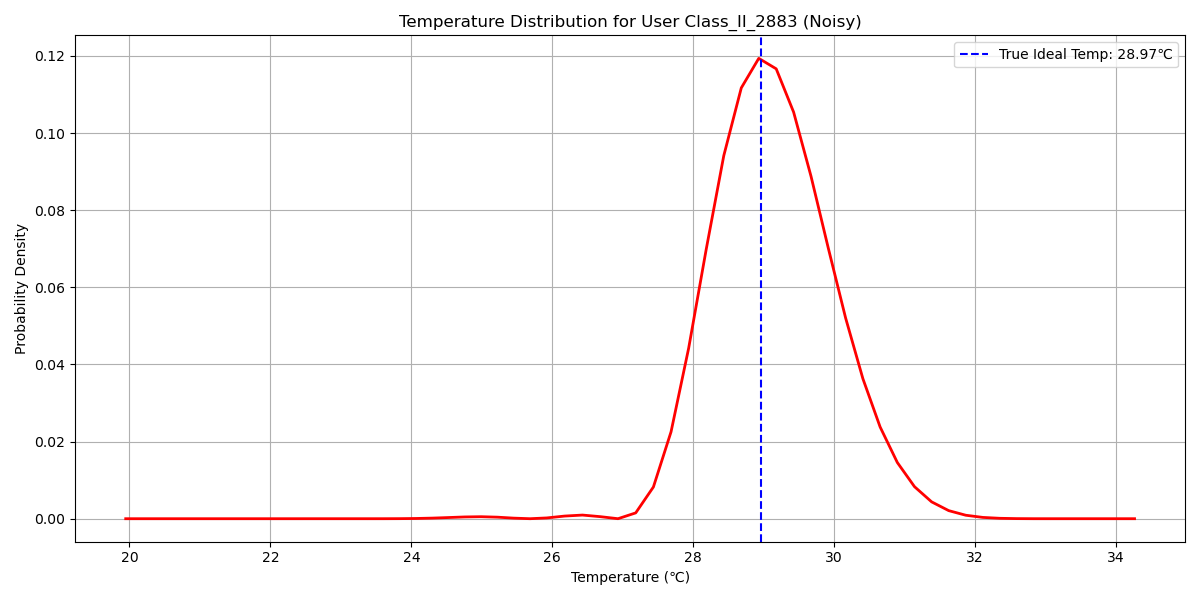 Temperature Distribution for User Class_II_2883 (Noisy)
True Ideal Temp: 28.97℃
Probability Density
0.12
0.10
0.08
0.06
0.04
0.02
0.00
20 22 24 26 28 30 32 34
Temperature (℃)